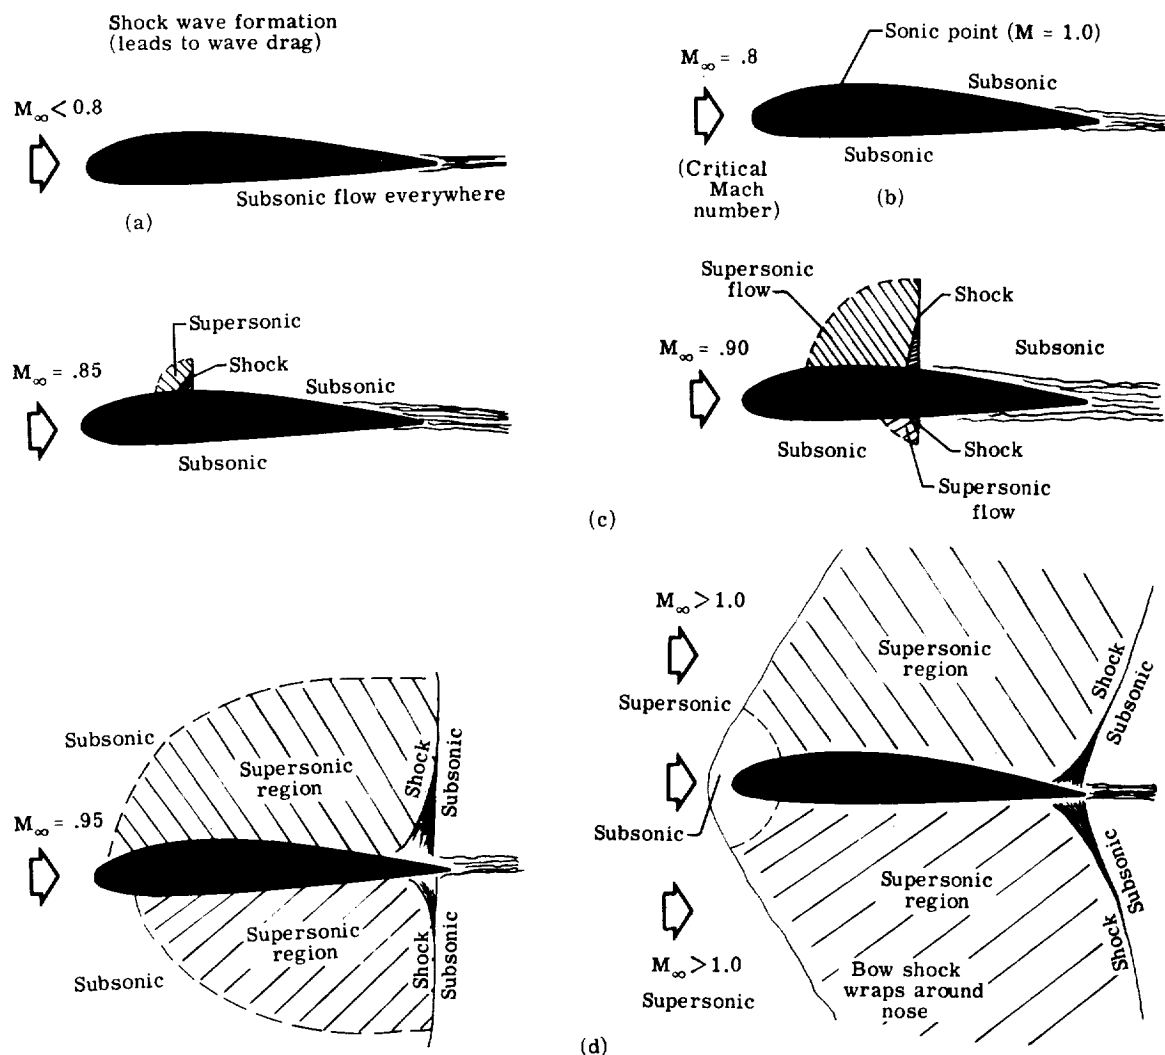 Shock wave formation
(leads to wave drag)
M∞ < 0.8
Subsonic flow everywhere
(a)
Sonic point (M = 1.0)
M∞ = .8
Subsonic
Subsonic
(Critical
Mach
number)
(b)
Supersonic
Shock
M∞ = .85
Subsonic
Subsonic
Supersonic
flow
Shock
M∞ = .90
Subsonic
Subsonic
Shock
Supersonic
flow
(c)
Subsonic
Supersonic
region
Shock
Subsonic
M∞ = .95
Supersonic
region
Shock
Subsonic
Subsonic
M∞ > 1.0
Supersonic
region
Shock
Subsonic
Supersonic
Subsonic
Supersonic
region
Subsonic
Shock
M∞ > 1.0
Supersonic
Bow shock
wraps around
nose
(d)